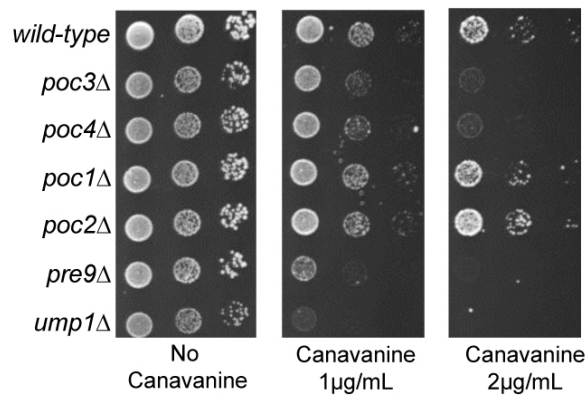 wild-type
poc3Δ
poc4Δ
poc1Δ
poc2Δ
pre9Δ
ump1Δ
No
Canavanine
Canavanine
1µg/mL
Canavanine
2µg/mL